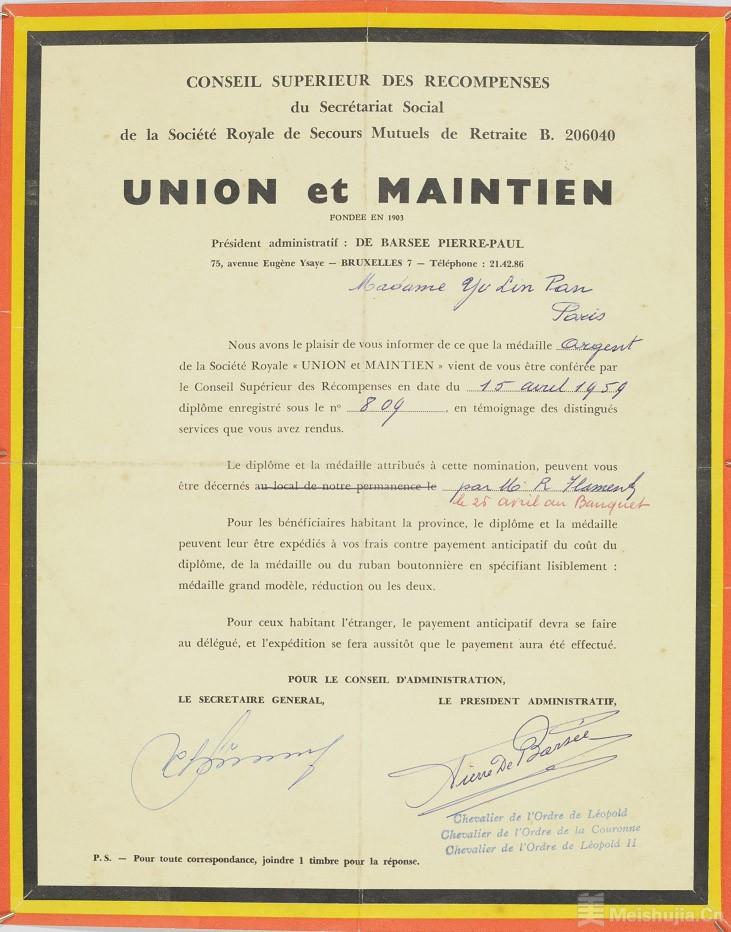 CONSEIL SUPERIEUR DES RECOMPENSES
du Secrétariat Social
de la Société Royale de Secours Mutuels de Retraite B. 206040
UNION et MAINTIEN
FONDEE EN 1903
Président administratif : DE BARSEE PIERRE-PAUL
75, avenue Eugène Ysaye — BRUXELLES 7 — Téléphone : 21.42.86
Madame Yu Lin Pan
Paris
Nous avons le plaisir de vous informer de ce que la médaille argent
de la Société Royale « UNION et MAINTIEN » vient de vous être conférée par
le Conseil Supérieur des Récompenses en date du 15 avril 1959
diplôme enregistré sous le n° 809, en témoignage des distingués
services que vous avez rendus.
Le diplôme et la médaille attribués à cette nomination, peuvent vous
être décernés au local de notre permanence le par Mr R Flament
le 25 avril au Banquet
Pour les bénéficiaires habitant la province, le diplôme et la médaille
peuvent leur être expédiés à vos frais contre payement anticipatif du coût du
diplôme, de la médaille ou du ruban boutonnière en spécifiant lisiblement :
médaille grand modèle, réduction ou les deux.
Pour ceux habitant l'étranger, le payement anticipatif devra se faire
au délégué, et l'expédition se fera aussitôt que le payement aura été effectué.
POUR LE CONSEIL D'ADMINISTRATION,
LE SECRETAIRE GENERAL, LE PRESIDENT ADMINISTRATIF,
Pierre De Barsée
Chevalier de l'Ordre de Léopold
Chevalier de l'Ordre de la Couronne
Chevalier de l'Ordre de Léopold II
P. S. — Pour toute correspondance, joindre 1 timbre pour la réponse.
Meishujia.Cn